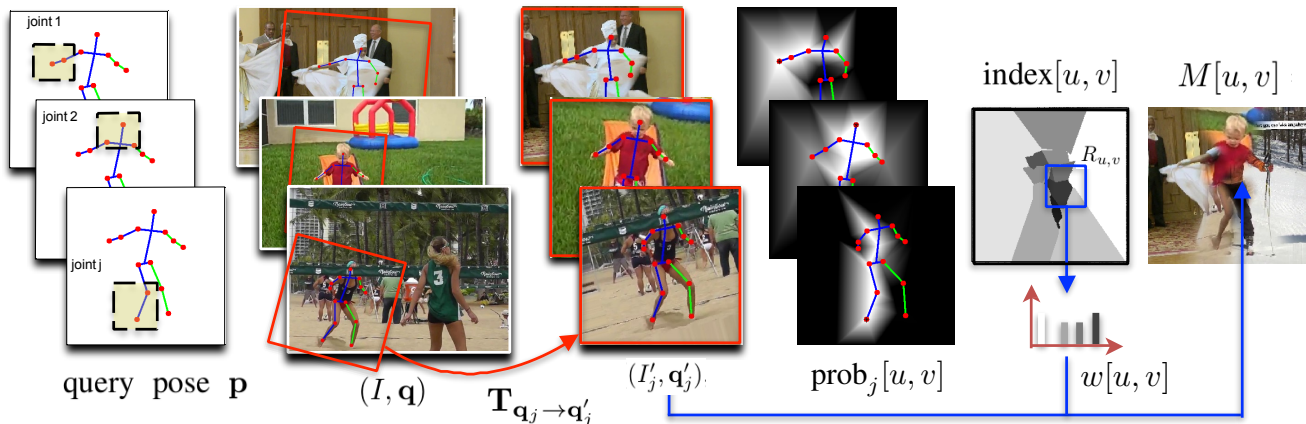 joint 1
joint 2
joint j
3
index[u, v]
M[u, v]
R_{u,v}
query pose p
(I, q)
T_{q_j→q'_j}
(I'_j, q'_j)
prob_j[u, v]
w[u, v]